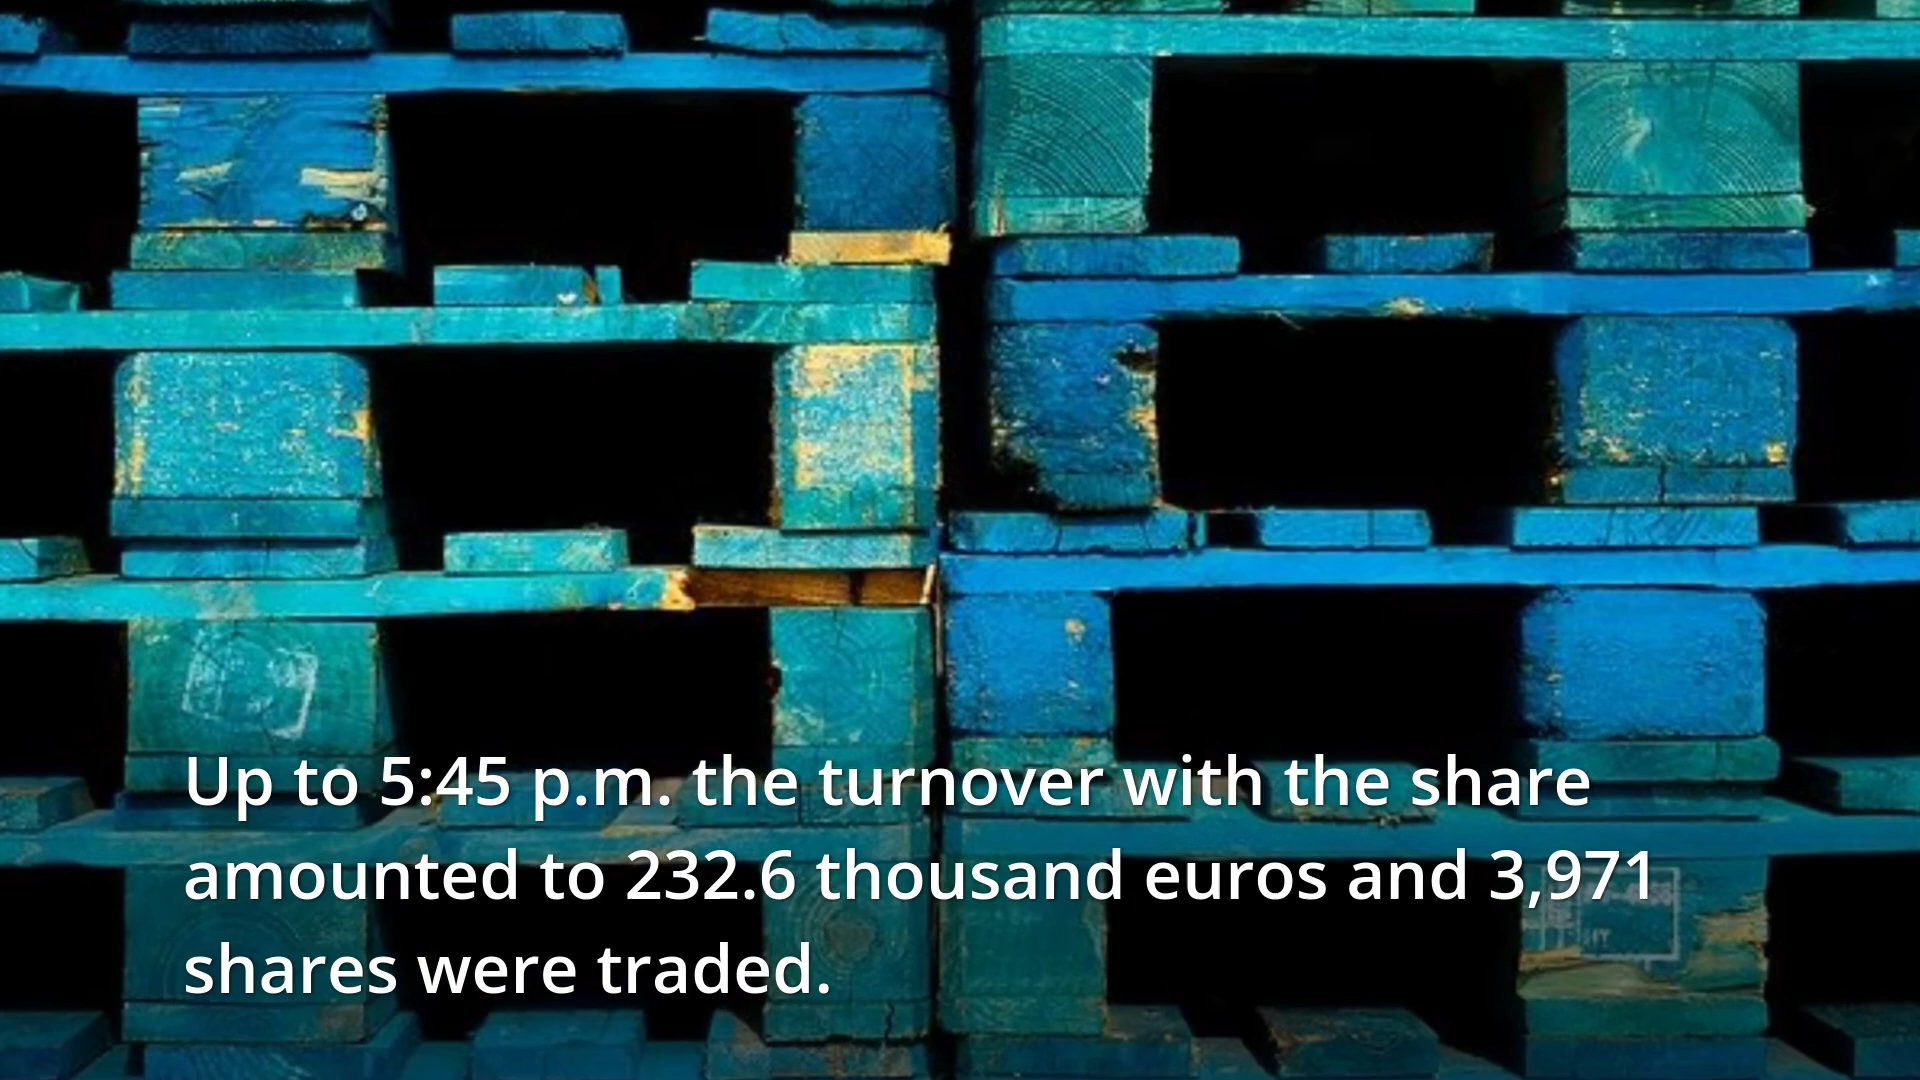 Up to 5:45 p.m. the turnover with the share
amounted to 232.6 thousand euros and 3,971
shares were traded.